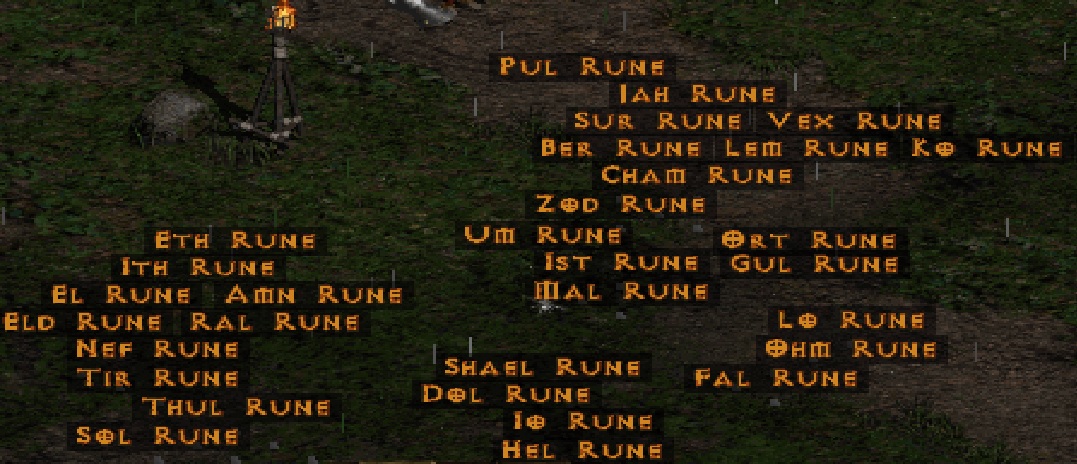 Pul Rune
Jah Rune
Sur Rune Vex Rune
Ber Rune Lem Rune Ko Rune
Cham Rune
Zod Rune
Um Rune
Ort Rune
Ist Rune Gul Rune
Mal Rune
Eth Rune
Ith Rune
El Rune Amn Rune
Eld Rune Ral Rune
Nef Rune
Tir Rune
Thul Rune
Sol Rune
Shael Rune
Dol Rune
Io Rune
Hel Rune
Lo Rune
Ohm Rune
Fal Rune